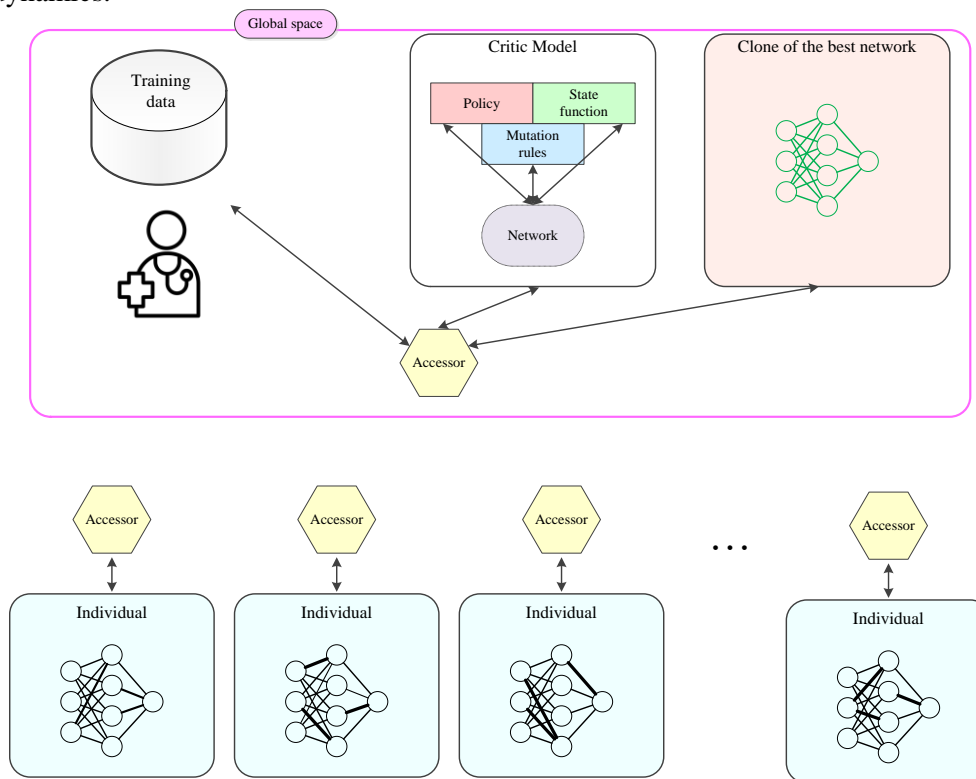 Global space
Training
data
Critic Model
Policy
State
function
Mutation
rules
Network
Clone of the best network
Accessor
Accessor
Accessor
Accessor
Accessor
...
Individual
Individual
Individual
Individual